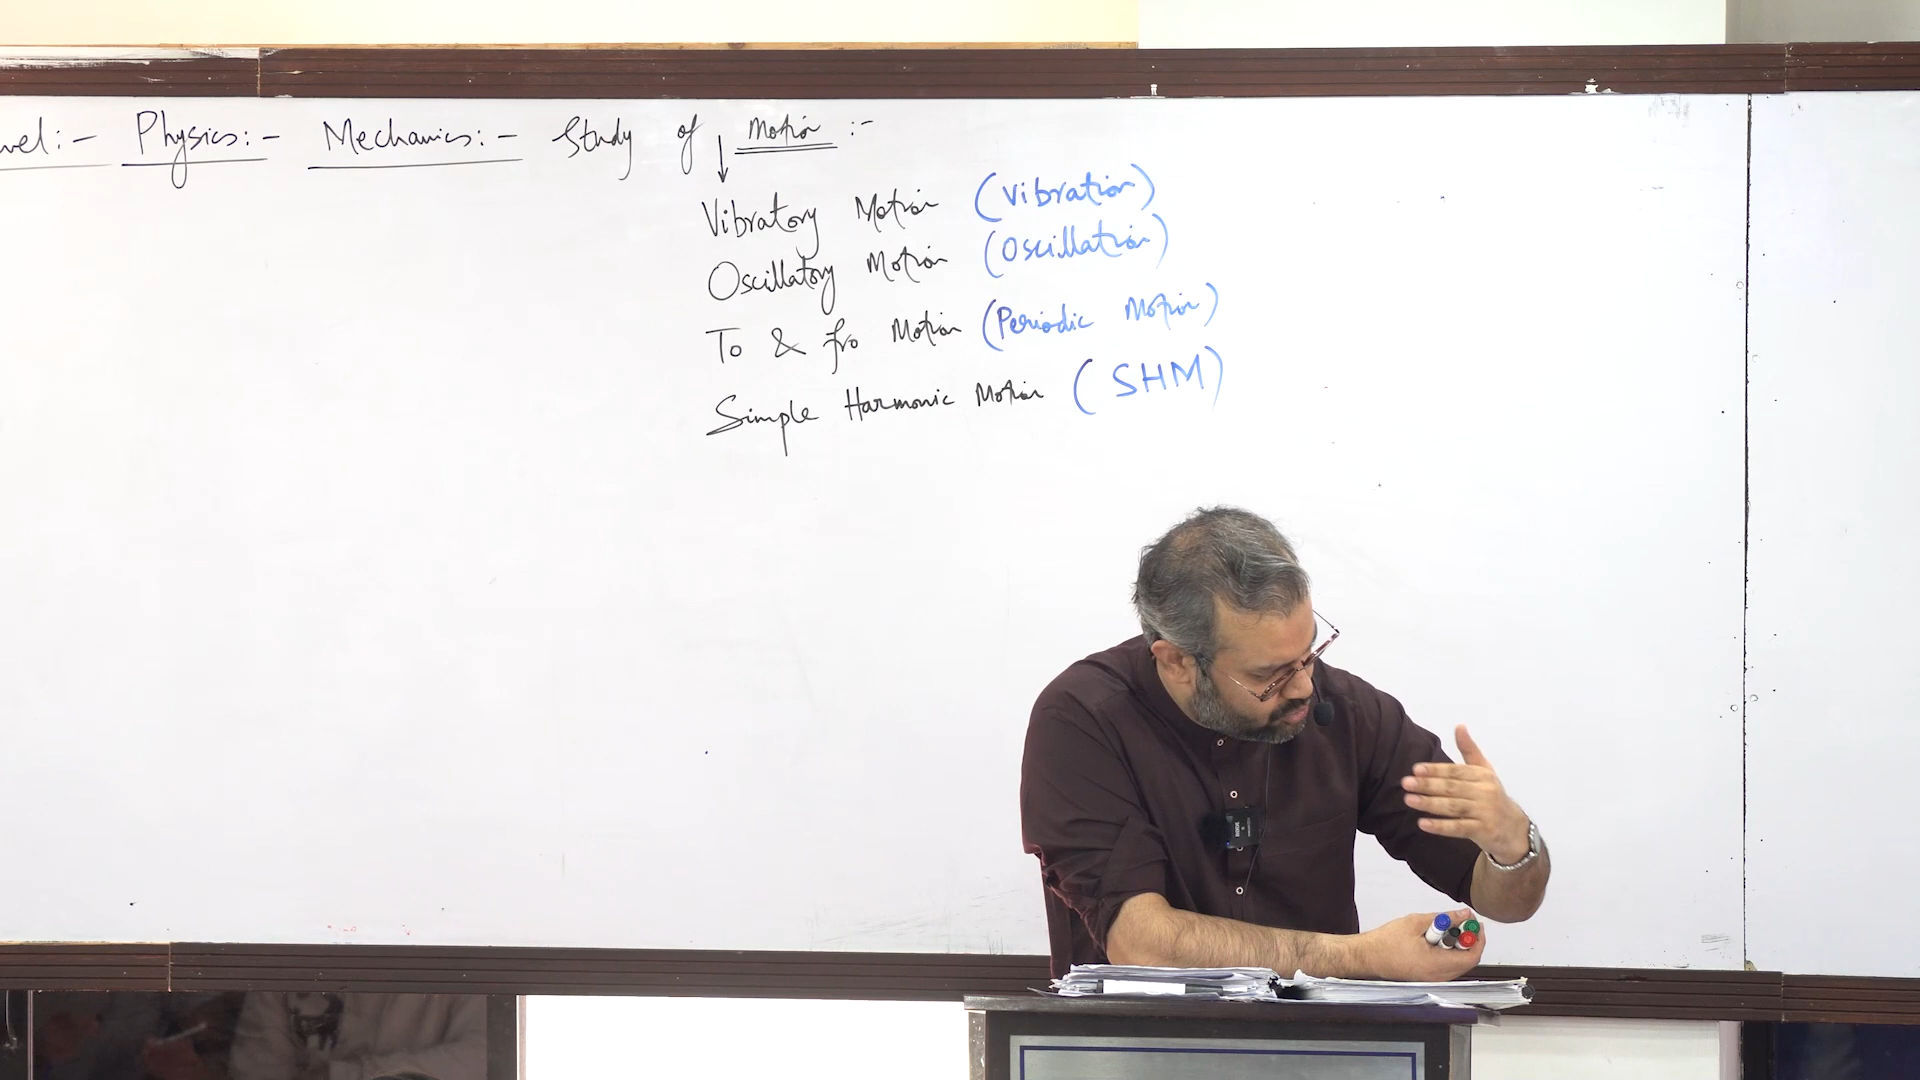 Physics:- Mechanics:- Study of Motion :-
Vibratory Motion (Vibration)
Oscillatory Motion (Oscillation)
To & fro Motion (Periodic Motion)
Simple Harmonic Motion (SHM)